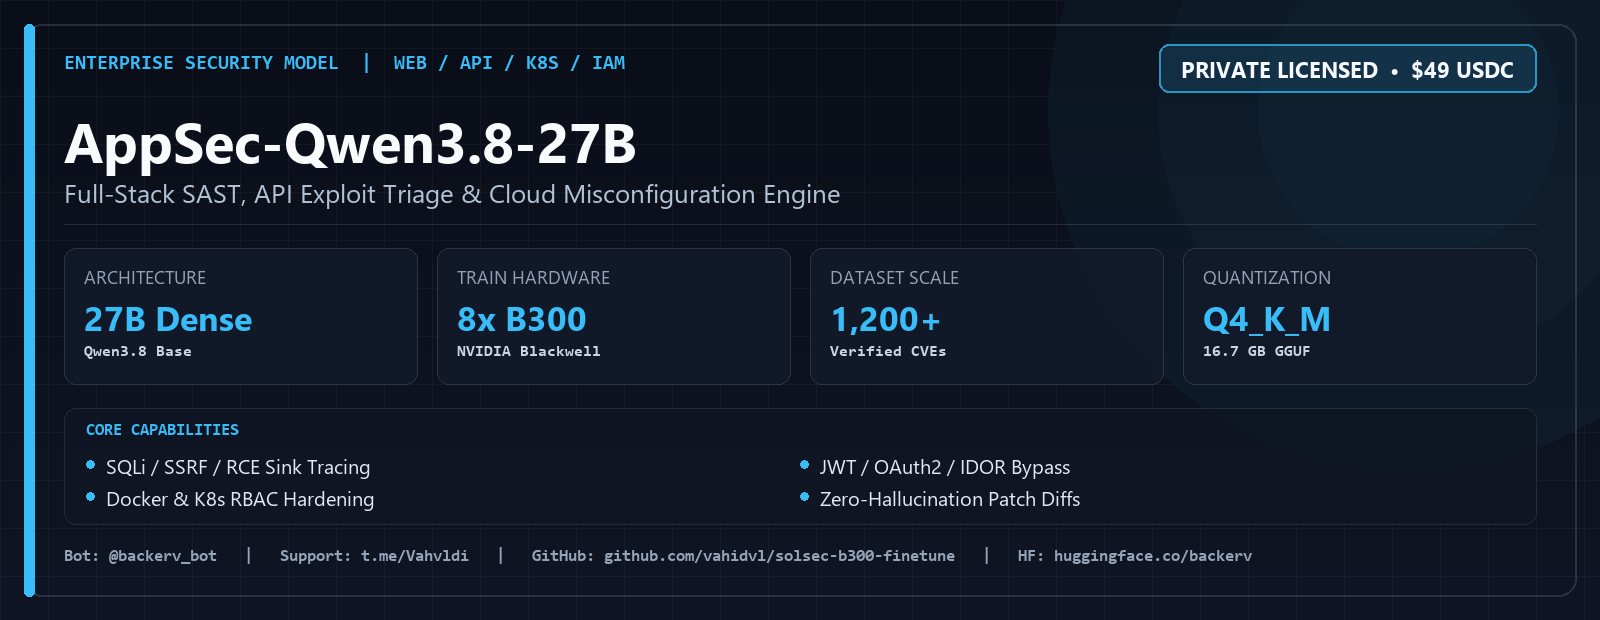 ENTERPRISE SECURITY MODEL | WEB / API / K8S / IAM
PRIVATE LICENSED • $49 USDC
AppSec-Qwen3.8-27B
Full-Stack SAST, API Exploit Triage & Cloud Misconfiguration Engine
ARCHITECTURE
27B Dense
Qwen3.8 Base
TRAIN HARDWARE
8x B300
NVIDIA Blackwell
DATASET SCALE
1,200+
Verified CVEs
QUANTIZATION
Q4_K_M
16.7 GB GGUF
CORE CAPABILITIES
SQLi / SSRF / RCE Sink Tracing
Docker & K8s RBAC Hardening
JWT / OAuth2 / IDOR Bypass
Zero-Hallucination Patch Diffs
Bot: @backerv_bot | Support: t.me/Vahvldi | GitHub: github.com/vahidvl/solsec-b300-finetune | HF: huggingface.co/backerv